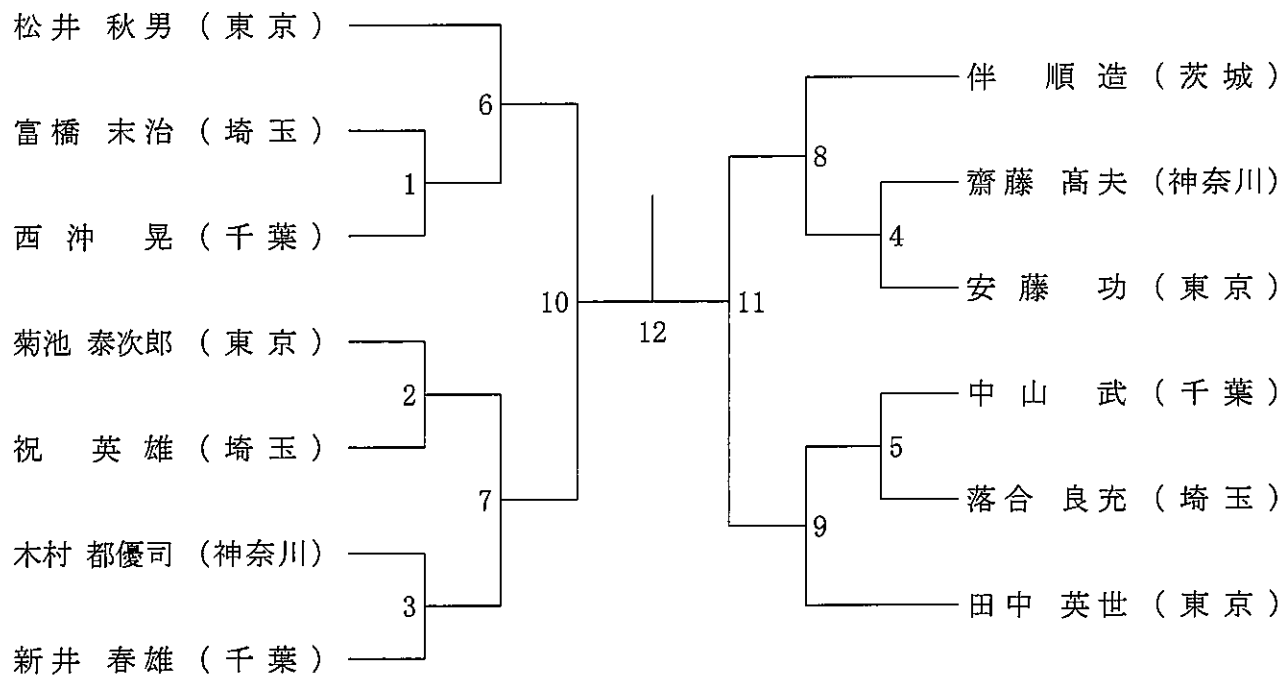 松井 秋男 (東京)
富橋 末治 (埼玉)
西沖 晃 (千葉)
菊池 泰次郎 (東京)
祝 英雄 (埼玉)
木村 都優司 (神奈川)
新井 春雄 (千葉)
6
1
2
7
3
10
12
11
8
4
5
9
伴 順造 (茨城)
齋藤 髙夫 (神奈川)
安藤 功 (東京)
中山 武 (千葉)
落合 良充 (埼玉)
田中 英世 (東京)